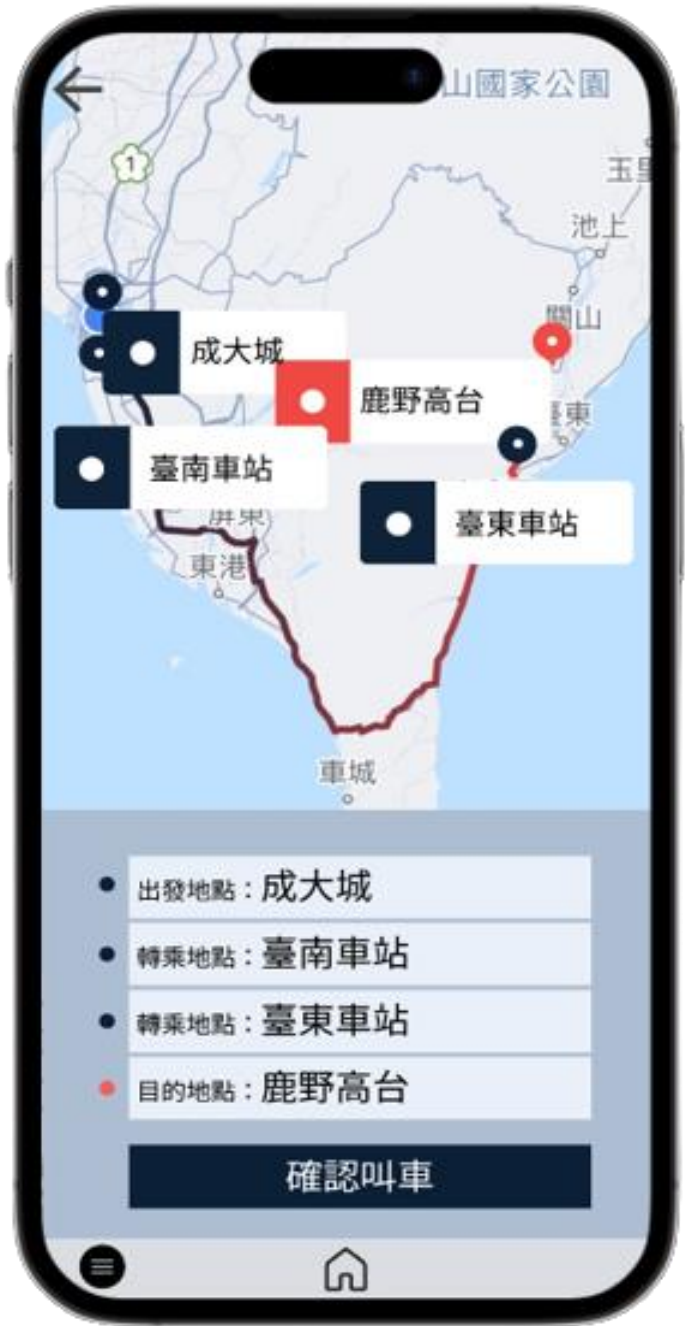 山國家公園
1
玉里
池上
關山
成大城
鹿野高台
東
臺南車站
臺東車站
屏東
東港
車城
出發地點：成大城
轉乘地點：臺南車站
轉乘地點：臺東車站
目的地點：鹿野高台
確認叫車